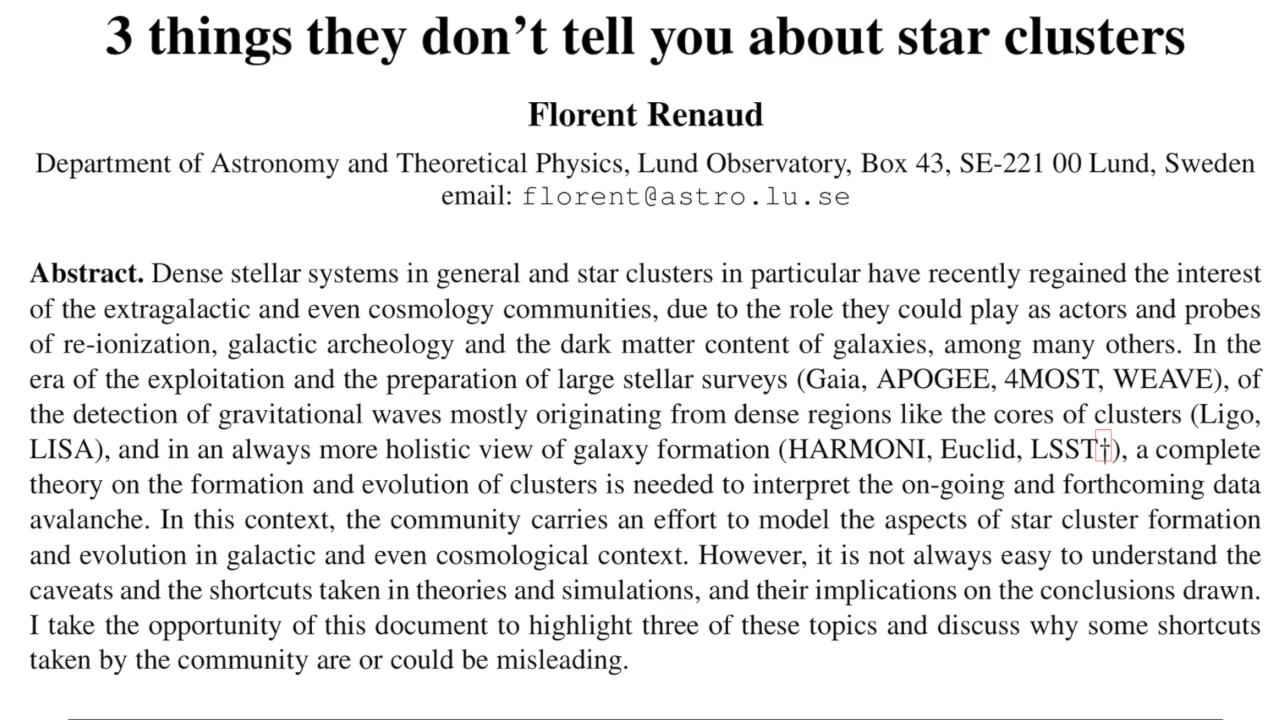 3 things they don't tell you about star clusters
Florent Renaud
Department of Astronomy and Theoretical Physics, Lund Observatory, Box 43, SE-221 00 Lund, Sweden
email: florent@astro.lu.se
Abstract. Dense stellar systems in general and star clusters in particular have recently regained the interest
of the extragalactic and even cosmology communities, due to the role they could play as actors and probes
of re-ionization, galactic archeology and the dark matter content of galaxies, among many others. In the
era of the exploitation and the preparation of large stellar surveys (Gaia, APOGEE, 4MOST, WEAVE), of
the detection of gravitational waves mostly originating from dense regions like the cores of clusters (Ligo,
LISA), and in an always more holistic view of galaxy formation (HARMONI, Euclid, LSST†), a complete
theory on the formation and evolution of clusters is needed to interpret the on-going and forthcoming data
avalanche. In this context, the community carries an effort to model the aspects of star cluster formation
and evolution in galactic and even cosmological context. However, it is not always easy to understand the
caveats and the shortcuts taken in theories and simulations, and their implications on the conclusions drawn.
I take the opportunity of this document to highlight three of these topics and discuss why some shortcuts
taken by the community are or could be misleading.